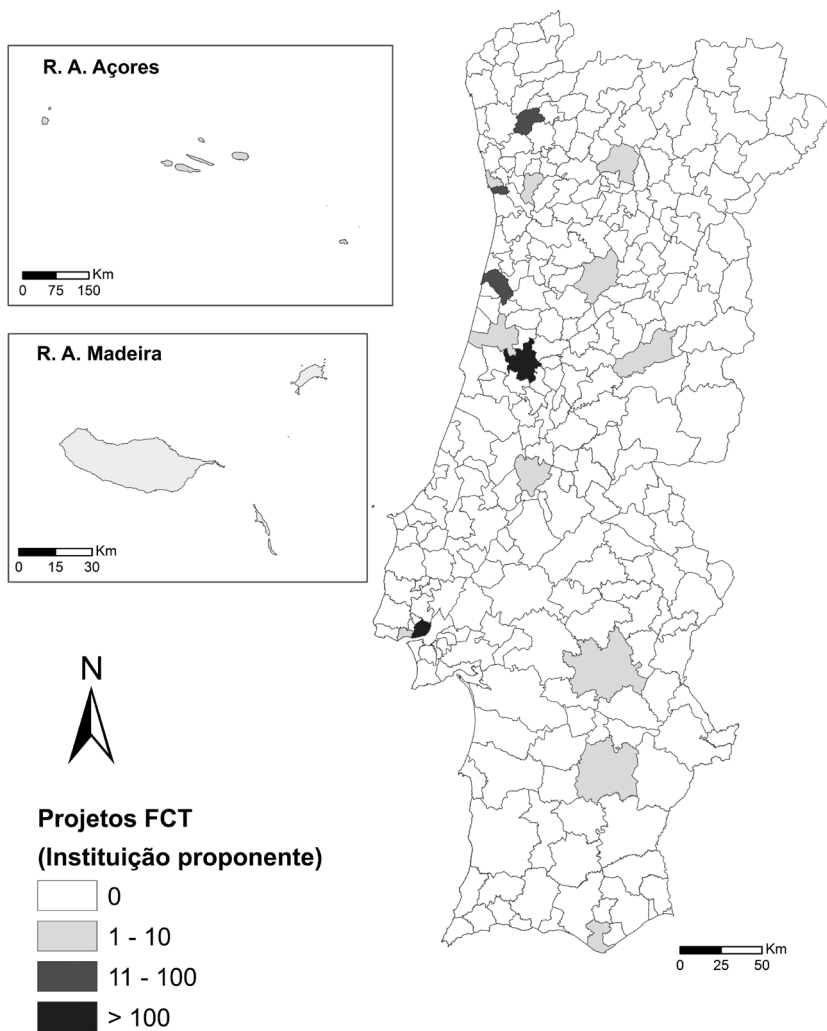 R. A. Açores
Km
0 75 150
R. A. Madeira
Km
0 15 30
N
Projetos FCT
(Instituição proponente)
0
1 - 10
11 - 100
> 100
Km
0 25 50